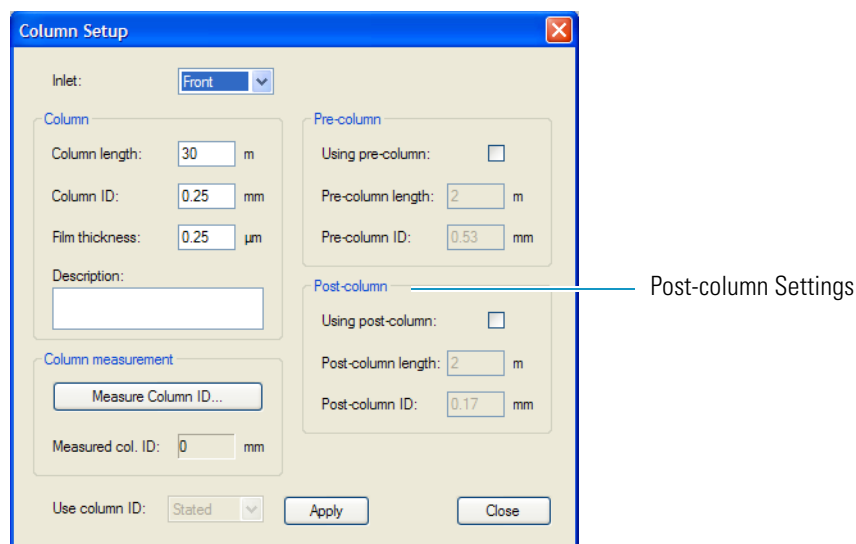 Column Setup
Inlet: Front
Column
Column length: 30 m
Column ID: 0.25 mm
Film thickness: 0.25 µm
Description:
Column measurement
Measure Column ID...
Measured col. ID: 0 mm
Pre-column
Using pre-column:
Pre-column length: 2 m
Pre-column ID: 0.53 mm
Post-column
Using post-column:
Post-column length: 2 m
Post-column ID: 0.17 mm
Post-column Settings
Use column ID: Stated Apply Close